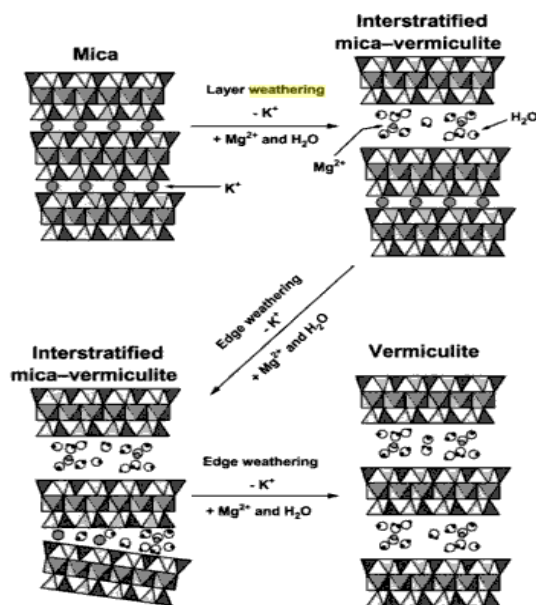 Mica
Layer weathering
- K⁺
+ Mg²⁺ and H₂O
K⁺
Interstratified
mica–vermiculite
H₂O
Mg²⁺
Edge weathering
- K⁺
+ Mg²⁺ and H₂O
Interstratified
mica–vermiculite
Edge weathering
- K⁺
+ Mg²⁺ and H₂O
Vermiculite